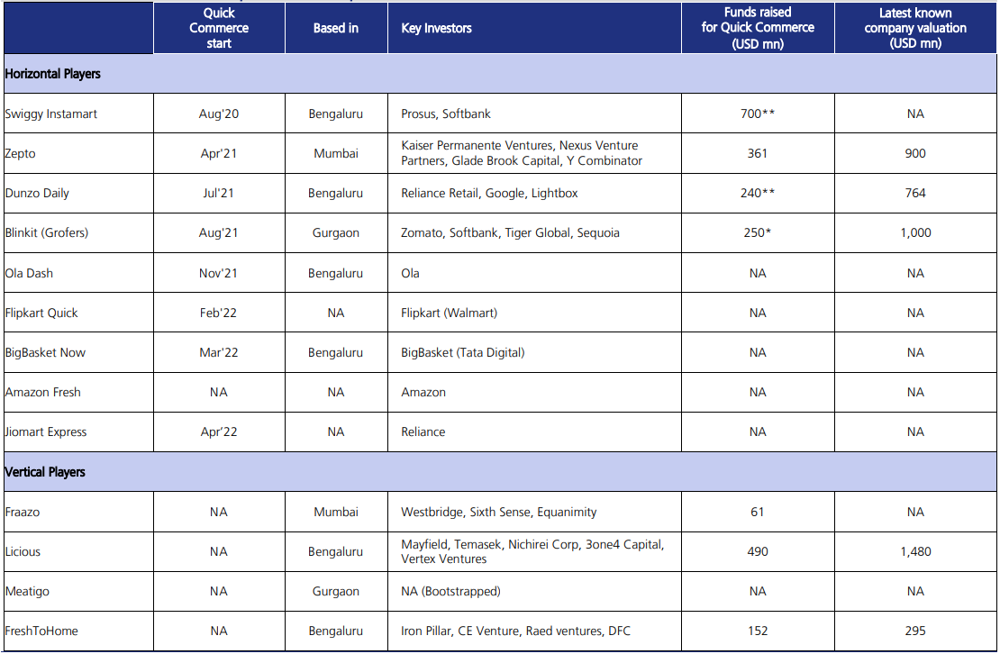 Quick Commerce start | Based in | Key Investors | Funds raised for Quick Commerce (USD mn) | Latest known company valuation (USD mn)
Horizontal Players
Swiggy Instamart | Aug'20 | Bengaluru | Prosus, Softbank | 700** | NA
Zepto | Apr'21 | Mumbai | Kaiser Permanente Ventures, Nexus Venture Partners, Glade Brook Capital, Y Combinator | 361 | 900
Dunzo Daily | Jul'21 | Bengaluru | Reliance Retail, Google, Lightbox | 240** | 764
Blinkit (Grofers) | Aug'21 | Gurgaon | Zomato, Softbank, Tiger Global, Sequoia | 250* | 1,000
Ola Dash | Nov'21 | Bengaluru | Ola | NA | NA
Flipkart Quick | Feb'22 | NA | Flipkart (Walmart) | NA | NA
BigBasket Now | Mar'22 | Bengaluru | BigBasket (Tata Digital) | NA | NA
Amazon Fresh | NA | NA | Amazon | NA | NA
Jiomart Express | Apr’22 | NA | Reliance | NA | NA
Vertical Players
Fraazo | NA | Mumbai | Westbridge, Sixth Sense, Equanimity | 61 | NA
Licious | NA | Bengaluru | Mayfield, Temasek, Nichirei Corp, 3one4 Capital, Vertex Ventures | 490 | 1,480
Meatigo | NA | Gurgaon | NA (Bootstrapped) | NA | NA
FreshToHome | NA | Bengaluru | Iron Pillar, CE Venture, Raed ventures, DFC | 152 | 295